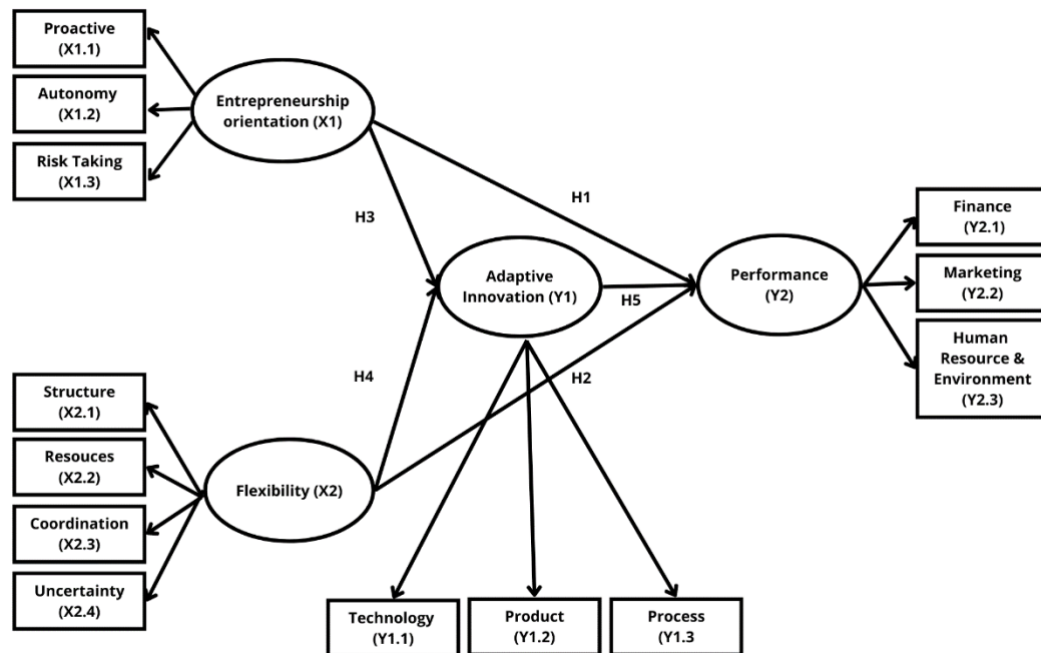 Proactive
(X1.1)
Autonomy
(X1.2)
Risk Taking
(X1.3)
Entrepreneurship
orientation (X1)
H3
H1
Adaptive
Innovation (Y1)
H5
Performance
(Y2)
Finance
(Y2.1)
Marketing
(Y2.2)
Human
Resource &
Environment
(Y2.3)
H4
H2
Structure
(X2.1)
Resouces
(X2.2)
Coordination
(X2.3)
Uncertainty
(X2.4)
Flexibility (X2)
Technology
(Y1.1)
Product
(Y1.2)
Process
(Y1.3